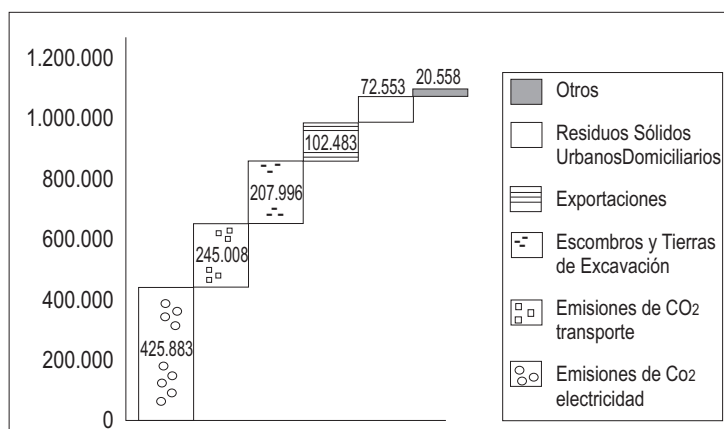 1.200.000
1.000.000
800.000
600.000
400.000
200.000
0
425.883
245.008
207.996
102.483
72.553
20.558
Otros
Residuos Sólidos
UrbanosDomiciliarios
Exportaciones
Escombros y Tierras
de Excavación
Emisiones de CO2
transporte
Emisiones de Co2
electricidad